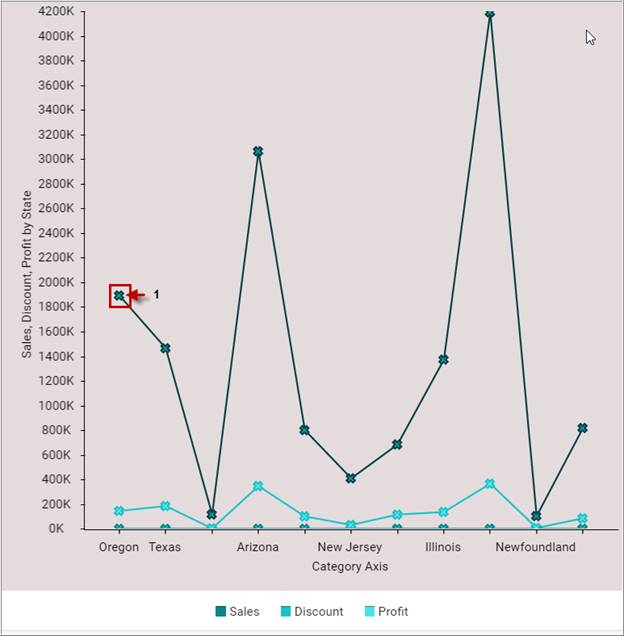 4200K
4000K
3800K
3600K
3400K
3200K
3000K
2800K
2600K
2400K
2200K
2000K
1800K
1600K
1400K
1200K
1000K
800K
600K
400K
200K
0K
Sales, Discount, Profit by State
1
Oregon Texas Arizona New Jersey Illinois Newfoundland
Category Axis
Sales Discount Profit